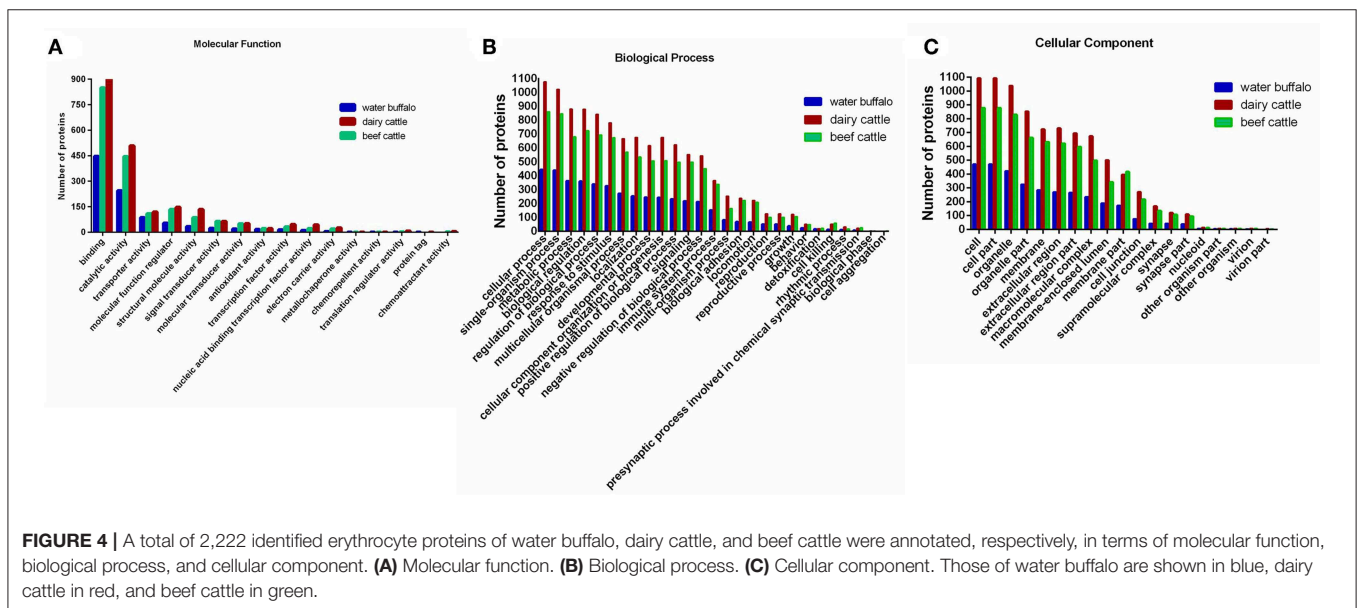 A
Molecular Function
Number of proteins
900
750
600
450
300
150
0
water buffalo
beef cattle
dairy cattle
binding
catalytic activity
transporter activity
molecular function regulator
structural molecule activity
signal transducer activity
molecular transducer activity
antioxidant activity
transcription factor activity
nucleic acid binding transcription factor activity
electron carrier activity
metallochaperone activity
chemorepellent activity
translation regulator activity
protein tag
chemoattractant activity
B
Biological Process
Number of proteins
1100
1000
900
800
700
600
500
400
300
200
100
0
water buffalo
dairy cattle
beef cattle
cellular process
single-organism process
metabolic process
biological regulation
regulation of biological process
response to stimulus
multicellular organismal process
localization
developmental process
cellular component organization or biogenesis
positive regulation of biological process
signaling
negative regulation of biological process
immune system process
multi-organism process
biological adhesion
locomotion
reproduction
reproductive process
growth
behavior
detoxification
cell killing
rhythmic process
presynaptic process involved in chemical synaptic transmission
biological phase
cell aggregation
C
Cellular Component
Number of proteins
1100
1000
900
800
700
600
500
400
300
200
100
0
water buffalo
dairy cattle
beef cattle
cell
cell part
organelle
organelle part
membrane
extracellular region
extracellular region part
macromolecular complex
membrane-enclosed lumen
membrane part
cell junction
supramolecular complex
synapse
synapse part
nucleoid
other organism part
other organism
virion
virion part
FIGURE 4 | A total of 2,222 identified erythrocyte proteins of water buffalo, dairy cattle, and beef cattle were annotated, respectively, in terms of molecular function,
biological process, and cellular component. (A) Molecular function. (B) Biological process. (C) Cellular component. Those of water buffalo are shown in blue, dairy
cattle in red, and beef cattle in green.